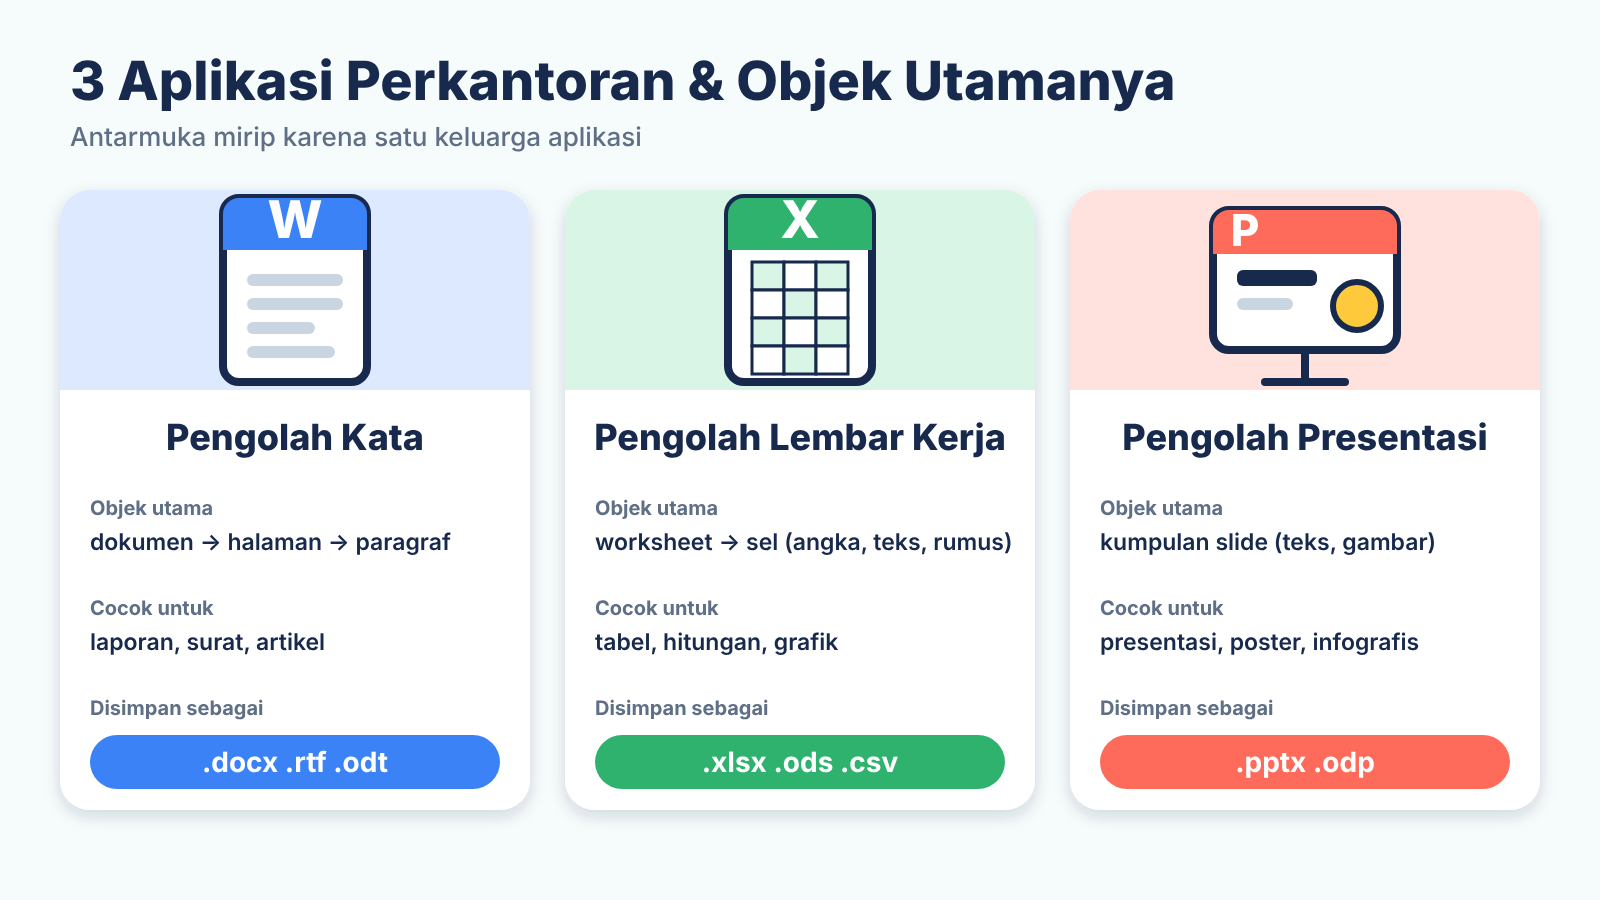 3 Aplikasi Perkantoran & Objek Utamanya
Antarmuka mirip karena satu keluarga aplikasi
W
Pengolah Kata
Objek utama
dokumen → halaman → paragraf
Cocok untuk
laporan, surat, artikel
Disimpan sebagai
.docx .rtf .odt
X
Pengolah Lembar Kerja
Objek utama
worksheet → sel (angka, teks, rumus)
Cocok untuk
tabel, hitungan, grafik
Disimpan sebagai
.xlsx .ods .csv
P
Pengolah Presentasi
Objek utama
kumpulan slide (teks, gambar)
Cocok untuk
presentasi, poster, infografis
Disimpan sebagai
.pptx .odp